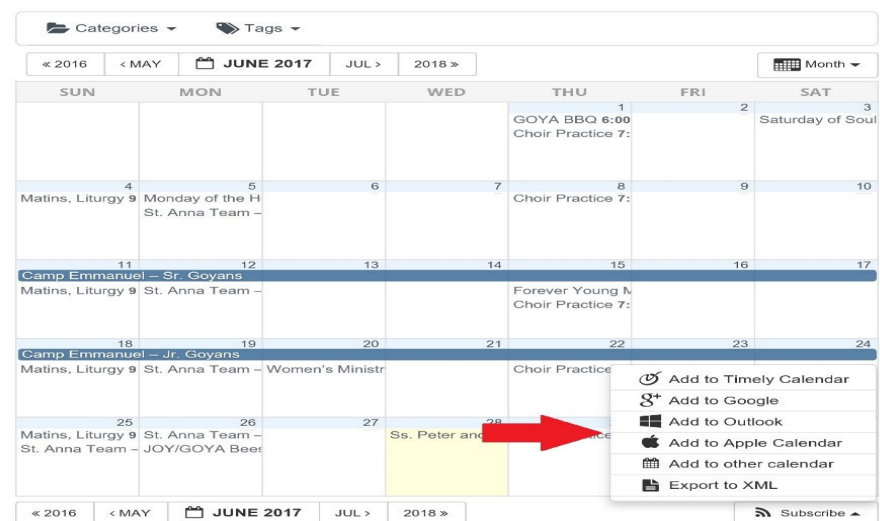 Categories Tags
« 2016 ‹ MAY JUNE 2017 JUL › 2018 » Month
SUN MON TUE WED THU FRI SAT
1 2 3
GOYA BBQ 6:00 Saturday of Soul
Choir Practice 7:
4 5 6 7 8 9 10
Matins, Liturgy 9 Monday of the H Choir Practice 7:
St. Anna Team –
11 12 13 14 15 16 17
Camp Emmanuel – Sr. Goyans
Matins, Liturgy 9 St. Anna Team – Forever Young M
Choir Practice 7:
18 19 20 21 22 23 24
Camp Emmanuel – Jr. Goyans
Matins, Liturgy 9 St. Anna Team – Women's Ministr Choir Practice
25 26 27 28
Matins, Liturgy 9 St. Anna Team – Ss. Peter and
St. Anna Team – JOY/GOYA Bees
Add to Timely Calendar
Add to Google
Add to Outlook
Add to Apple Calendar
Add to other calendar
Export to XML
« 2016 ‹ MAY JUNE 2017 JUL › 2018 » Subscribe